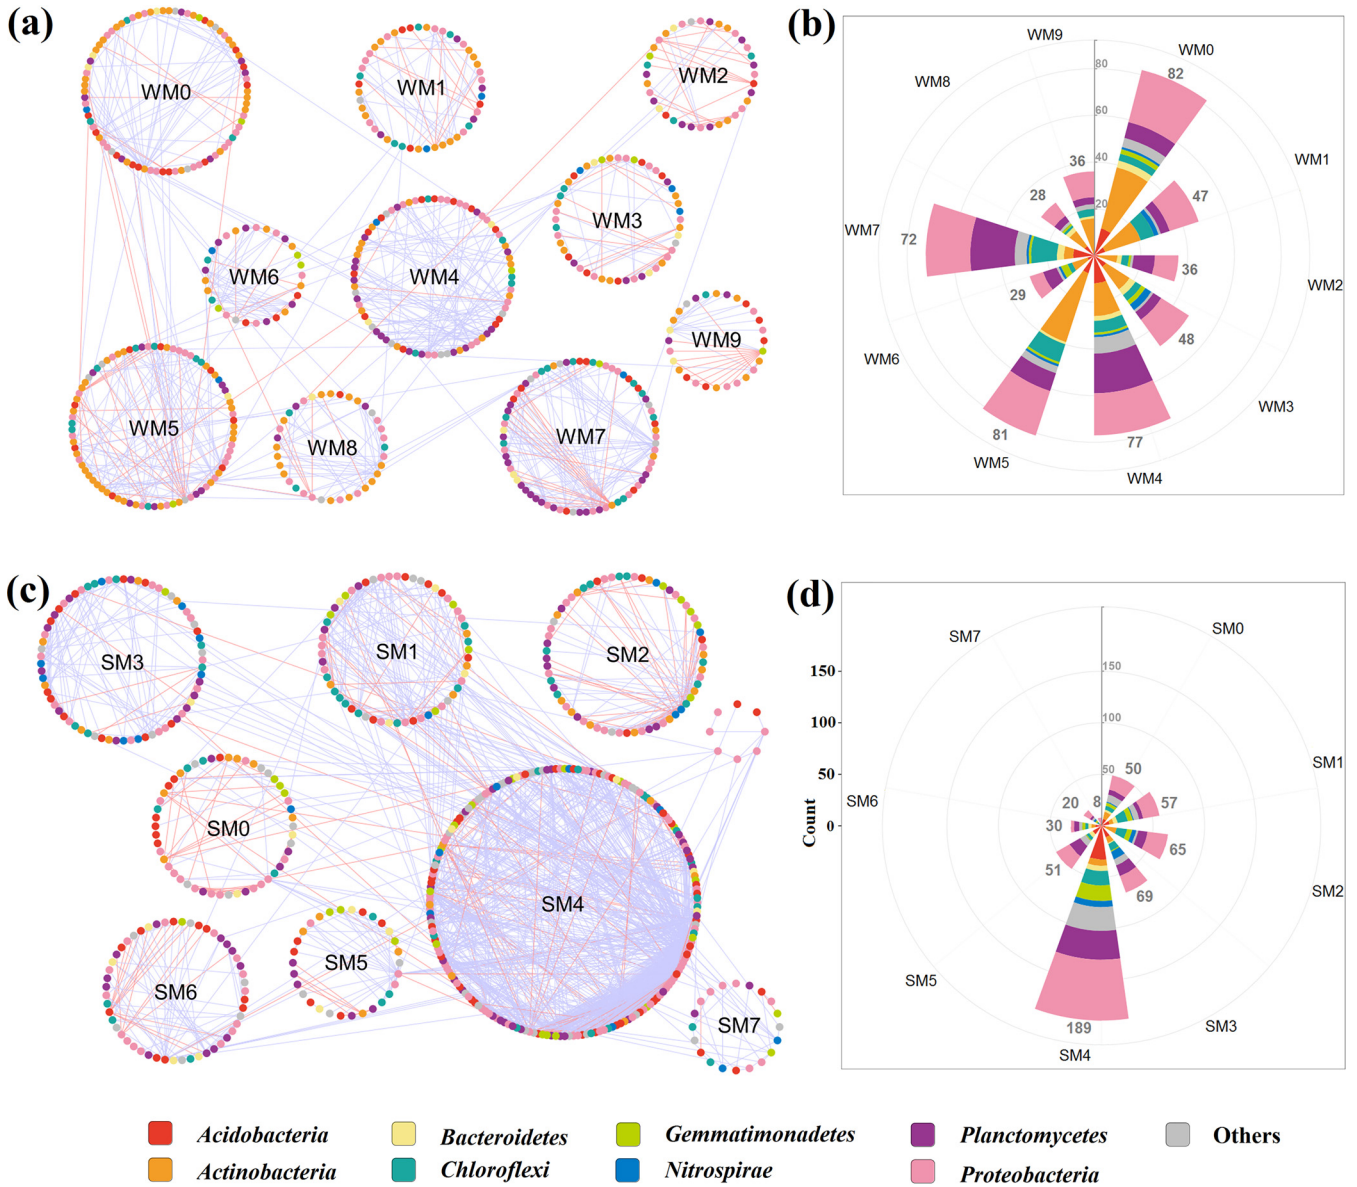 (a)
WM0
WM1
WM2
WM3
WM4
WM6
WM9
WM5
WM8
WM7
(b)
WM9
WM0
82
80
WM8
60
40
36
WM1
28
20
47
WM7
72
36
WM2
29
48
WM6
WM3
81
77
WM5
WM4
(c)
SM3
SM1
SM2
SM0
SM4
SM5
SM6
SM7
(d)
SM7
SM0
150
150
100
100
50
50
50
SM1
SM6
20
8
57
0
30
65
Count
51
69
SM2
SM5
SM3
189
SM4
Acidobacteria
Bacteroidetes
Gemmatimonadetes
Planctomycetes
Others
Actinobacteria
Chloroflexi
Nitrospirae
Proteobacteria